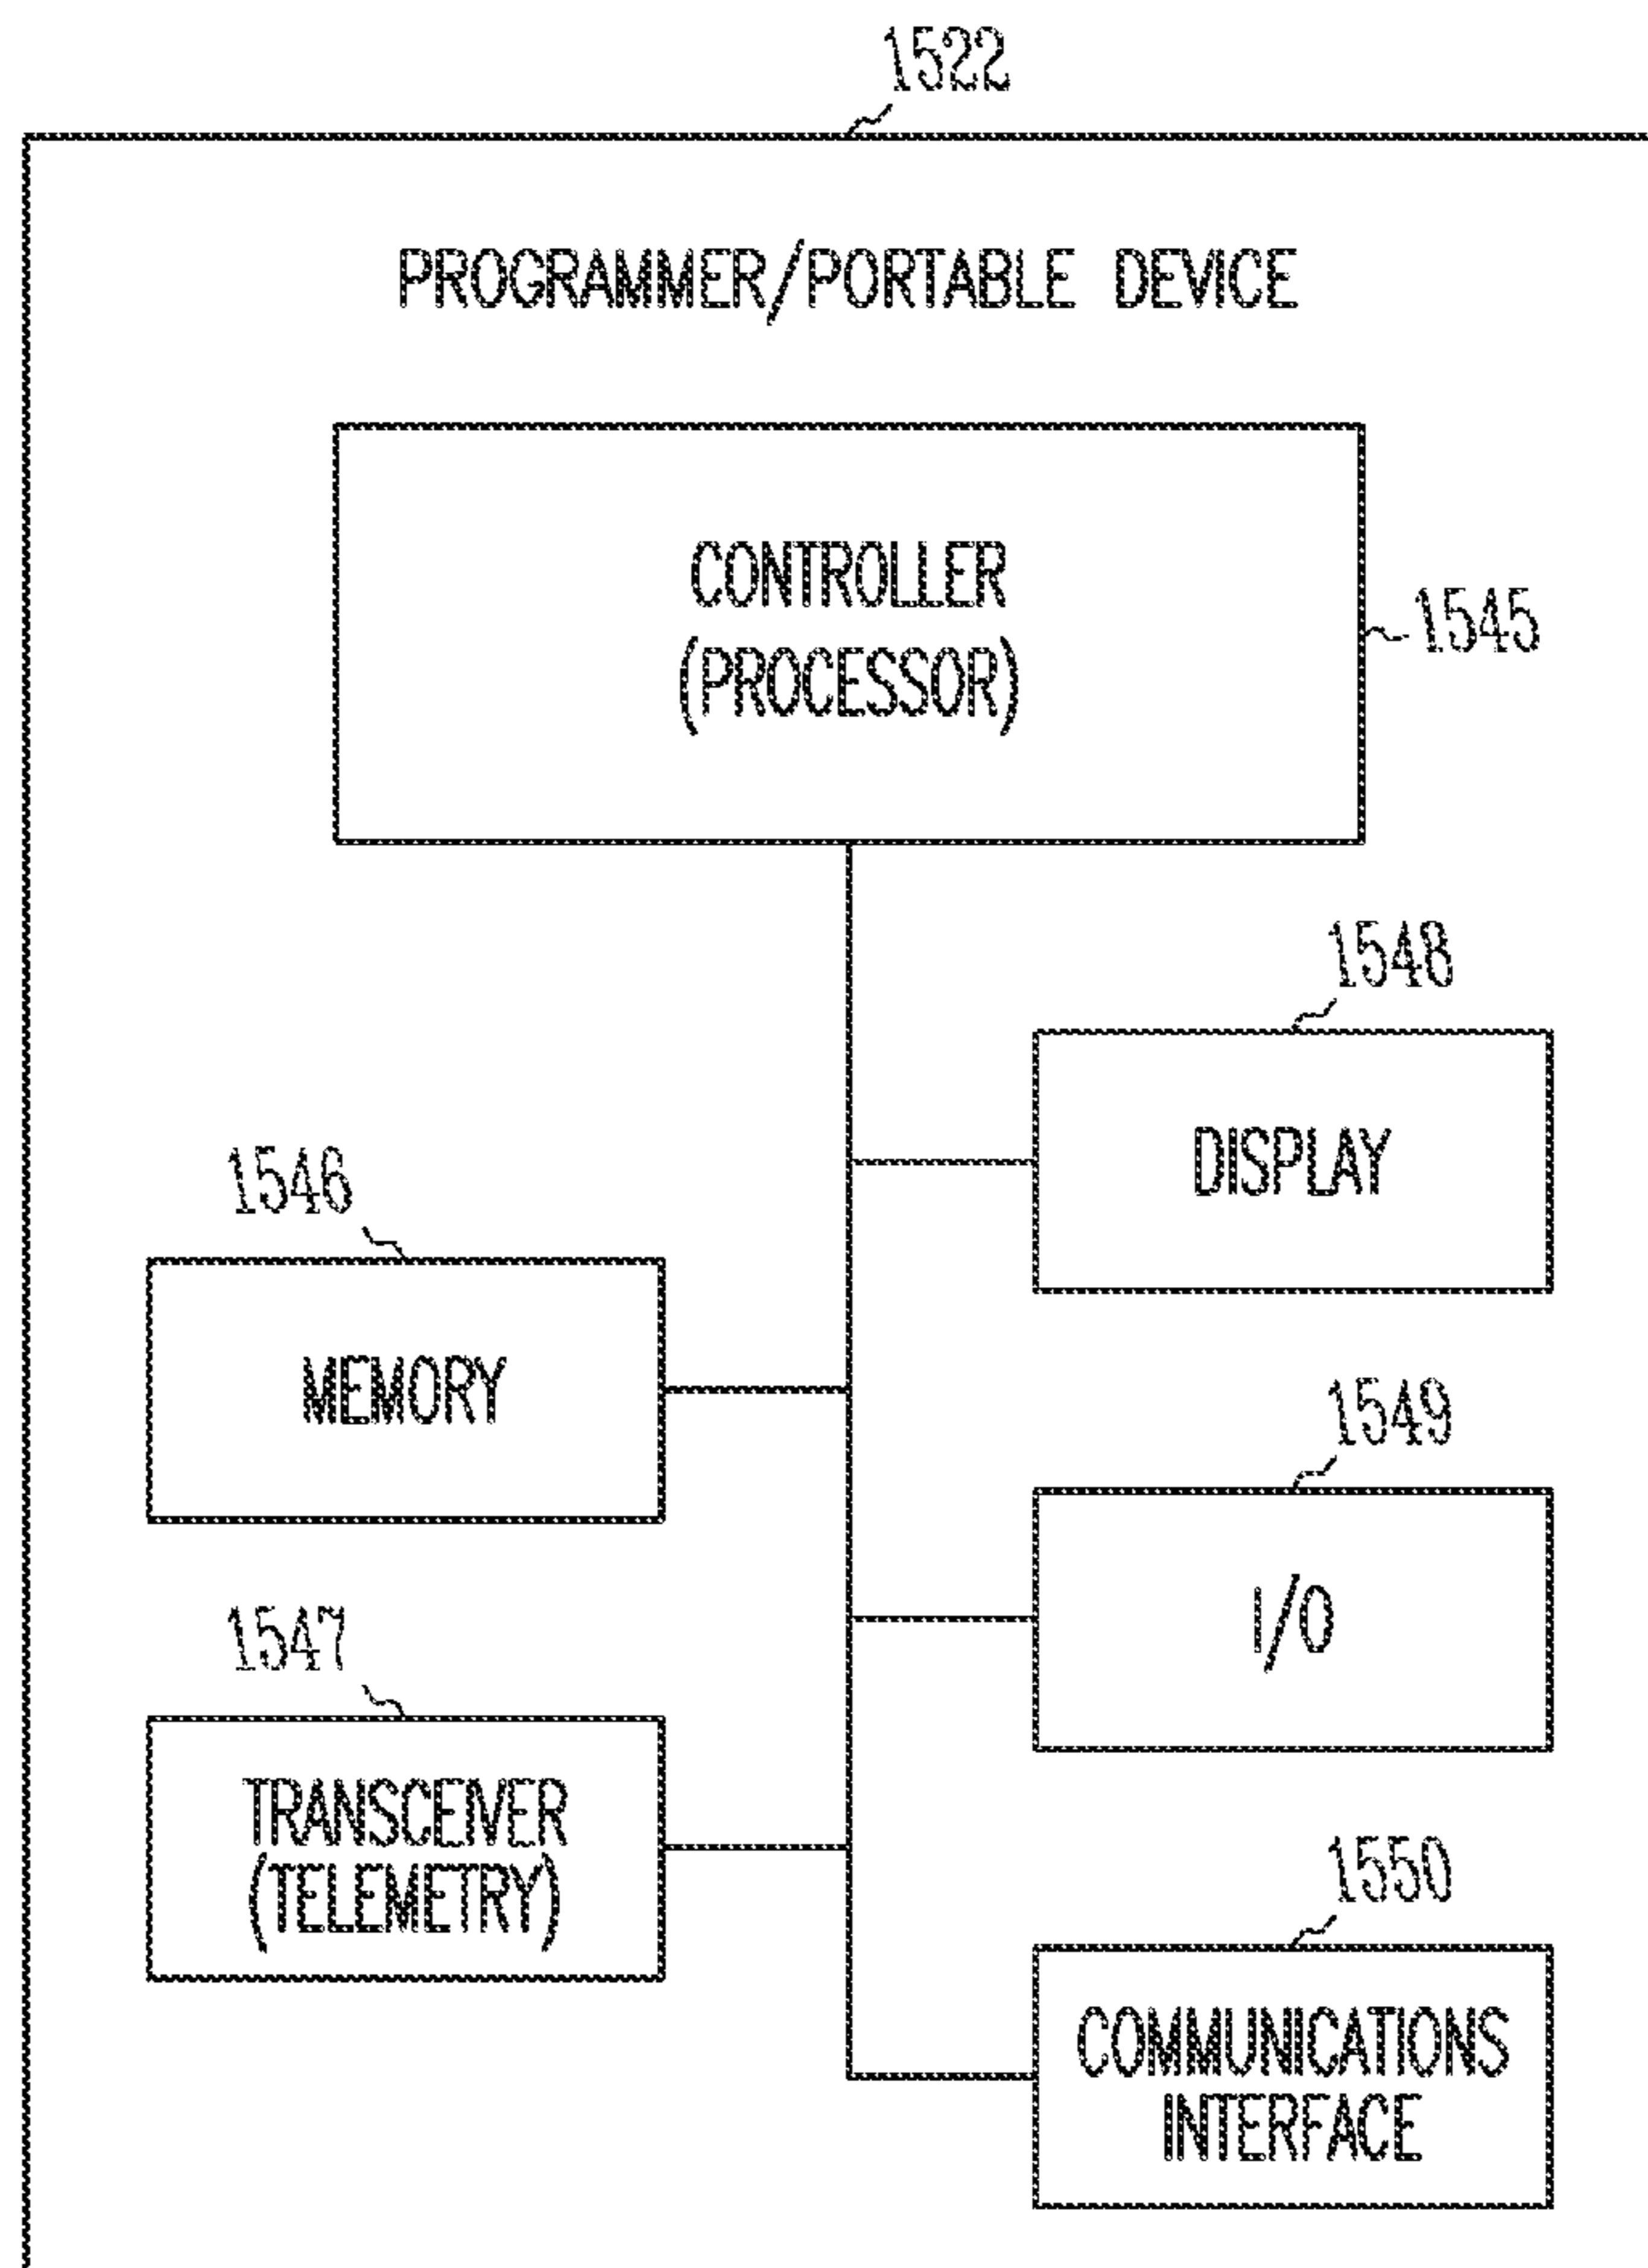 1522
PROGRAMMER/PORTABLE DEVICE
CONTROLLER
(PROCESSOR)
1545
1548
DISPLAY
1546
MEMORY
1549
I/O
1547
TRANSCEIVER
(TELEMETRY)
1550
COMMUNICATIONS
INTERFACE